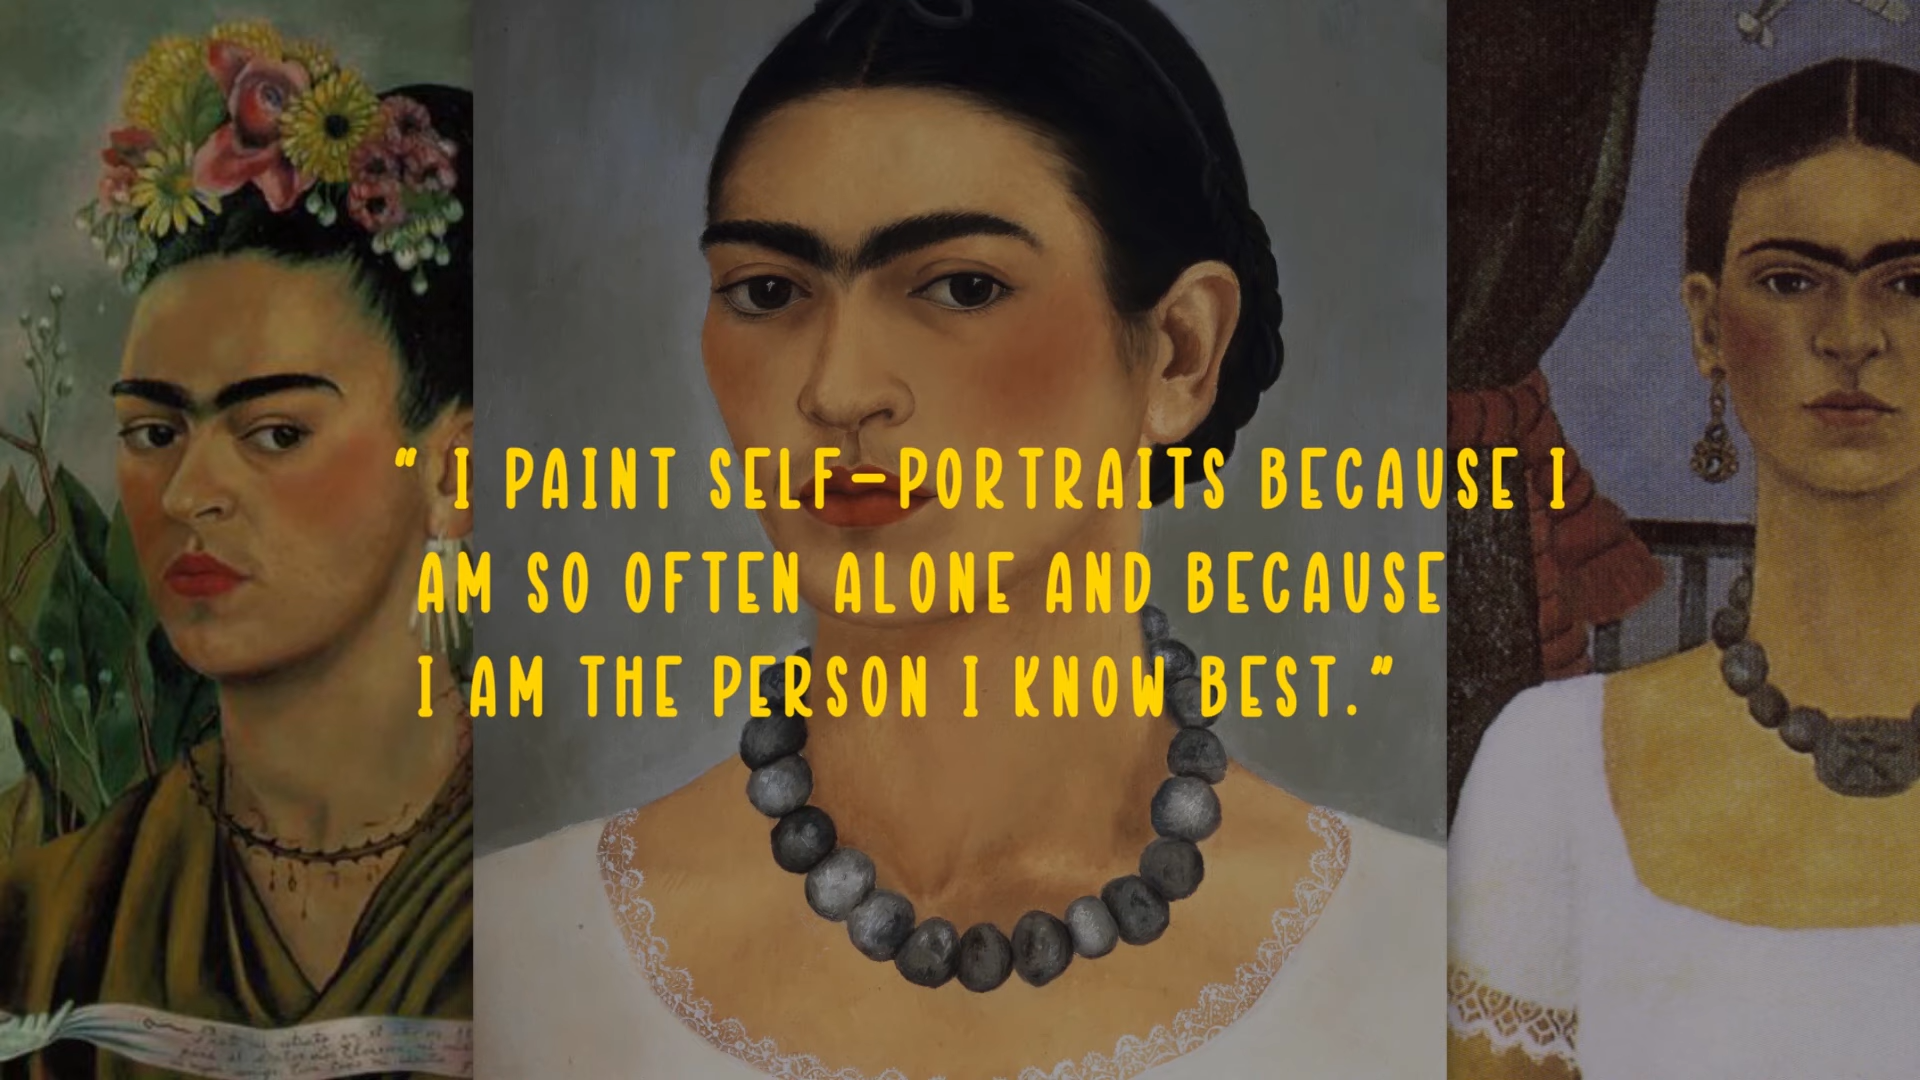 " I PAINT SELF-PORTRAITS BECAUSE I
AM SO OFTEN ALONE AND BECAUSE
I AM THE PERSON I KNOW BEST."